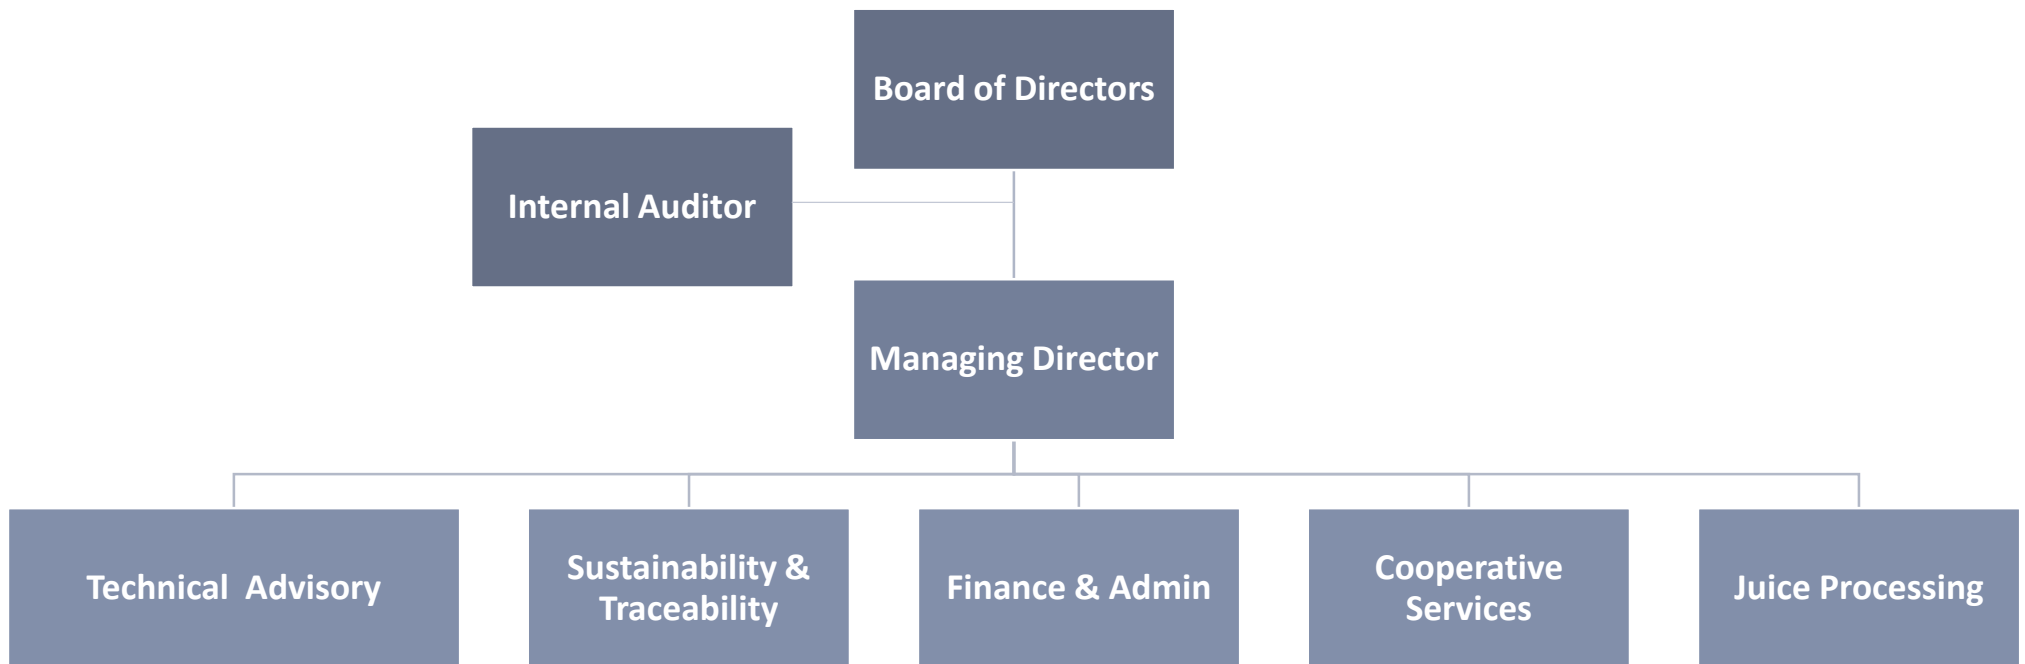 Board of Directors
Internal Auditor
Managing Director
Technical  Advisory
Sustainability &
Traceability
Finance & Admin
Cooperative
Services
Juice Processing